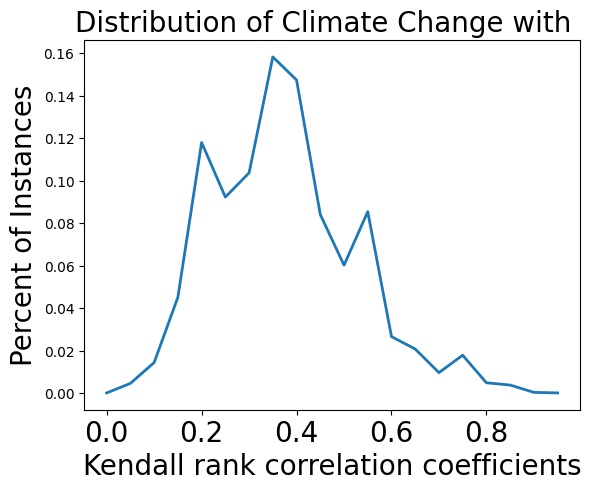 Distribution of Climate Change with
Percent of Instances
0.16
0.14
0.12
0.10
0.08
0.06
0.04
0.02
0.00
0.0 0.2 0.4 0.6 0.8
Kendall rank correlation coefficients